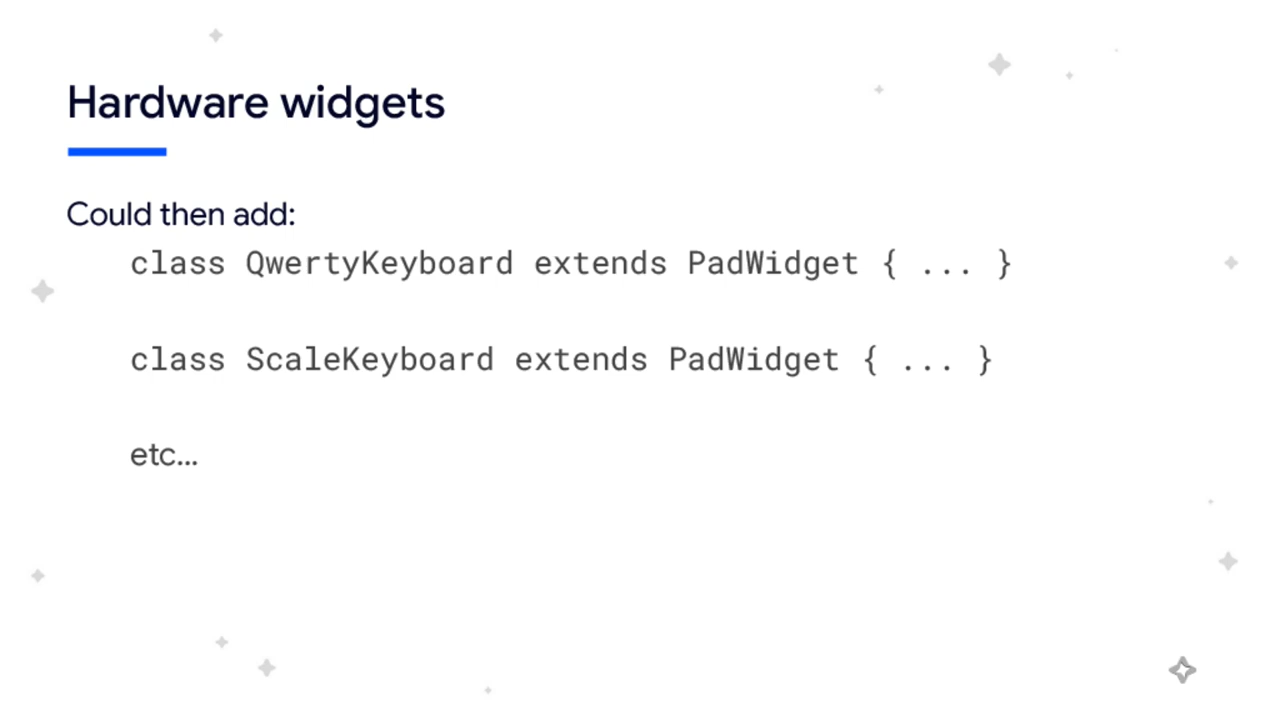 Hardware widgets
Could then add:
class QwertyKeyboard extends PadWidget { ... }
class ScaleKeyboard extends PadWidget { ... }
etc...